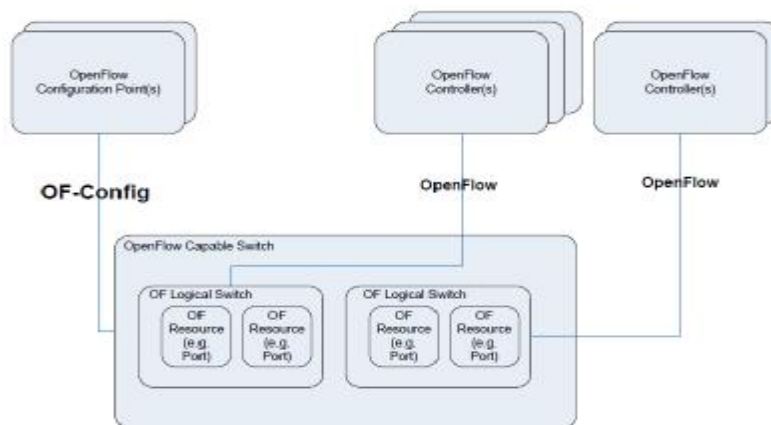 OpenFlow
Configuration Point(s)
OpenFlow
Controller(s)
OpenFlow
Controller(s)
OF-Config
OpenFlow
OpenFlow
OpenFlow Capable Switch
OF Logical Switch
OF
Resource
(e.g.
Port)
OF
Resource
(e.g.
Port)
OF Logical Switch
OF
Resource
(e.g.
Port)
OF
Resource
(e.g.
Port)